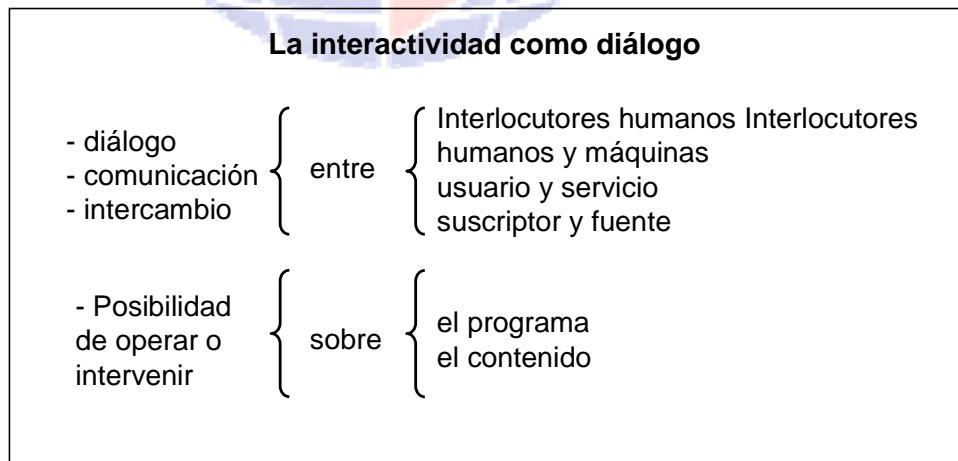 La interactividad como diálogo
- diálogo
- comunicación
- intercambio
entre
Interlocutores humanos Interlocutores
humanos y máquinas
usuario y servicio
suscriptor y fuente
- Posibilidad
de operar o
intervenir
sobre
el programa
el contenido